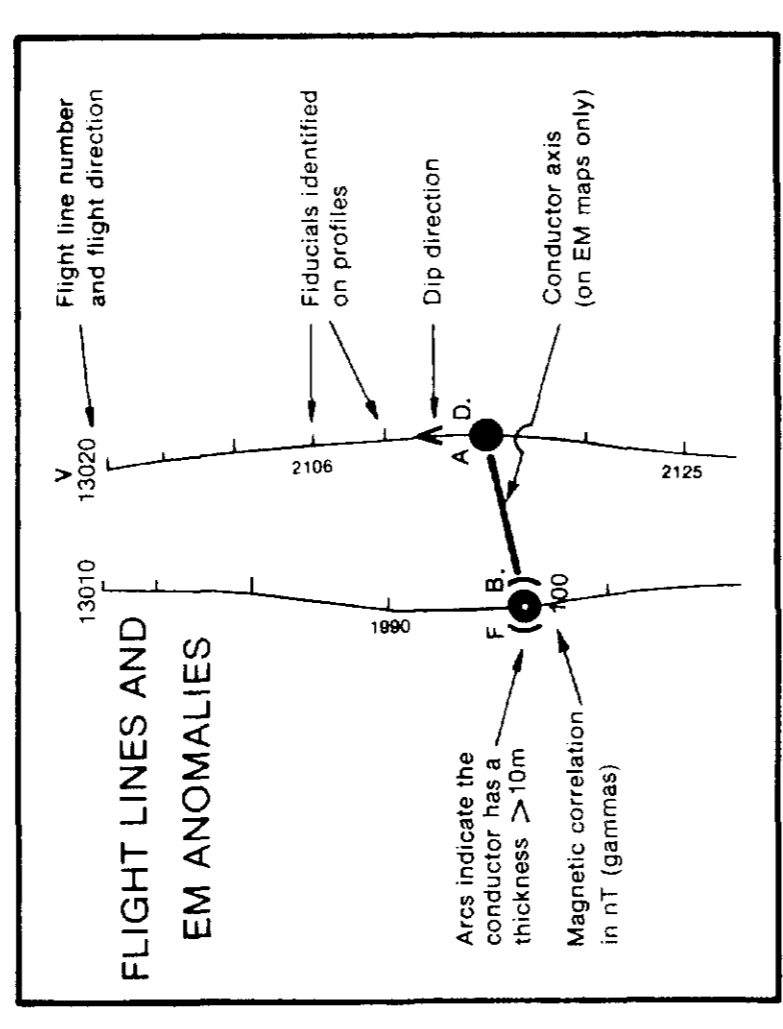 FLIGHT LINES AND
EM ANOMALIES
13010
V
13020
Flight line number
and flight direction
Fiducials identified
on profiles
2106
1990
Dip direction
A
D.
F
B.
100
2125
Conductor axis
(on EM maps only)
Arcs indicate the
conductor has a
thickness >10m
Magnetic correlation
in nT (gammas)